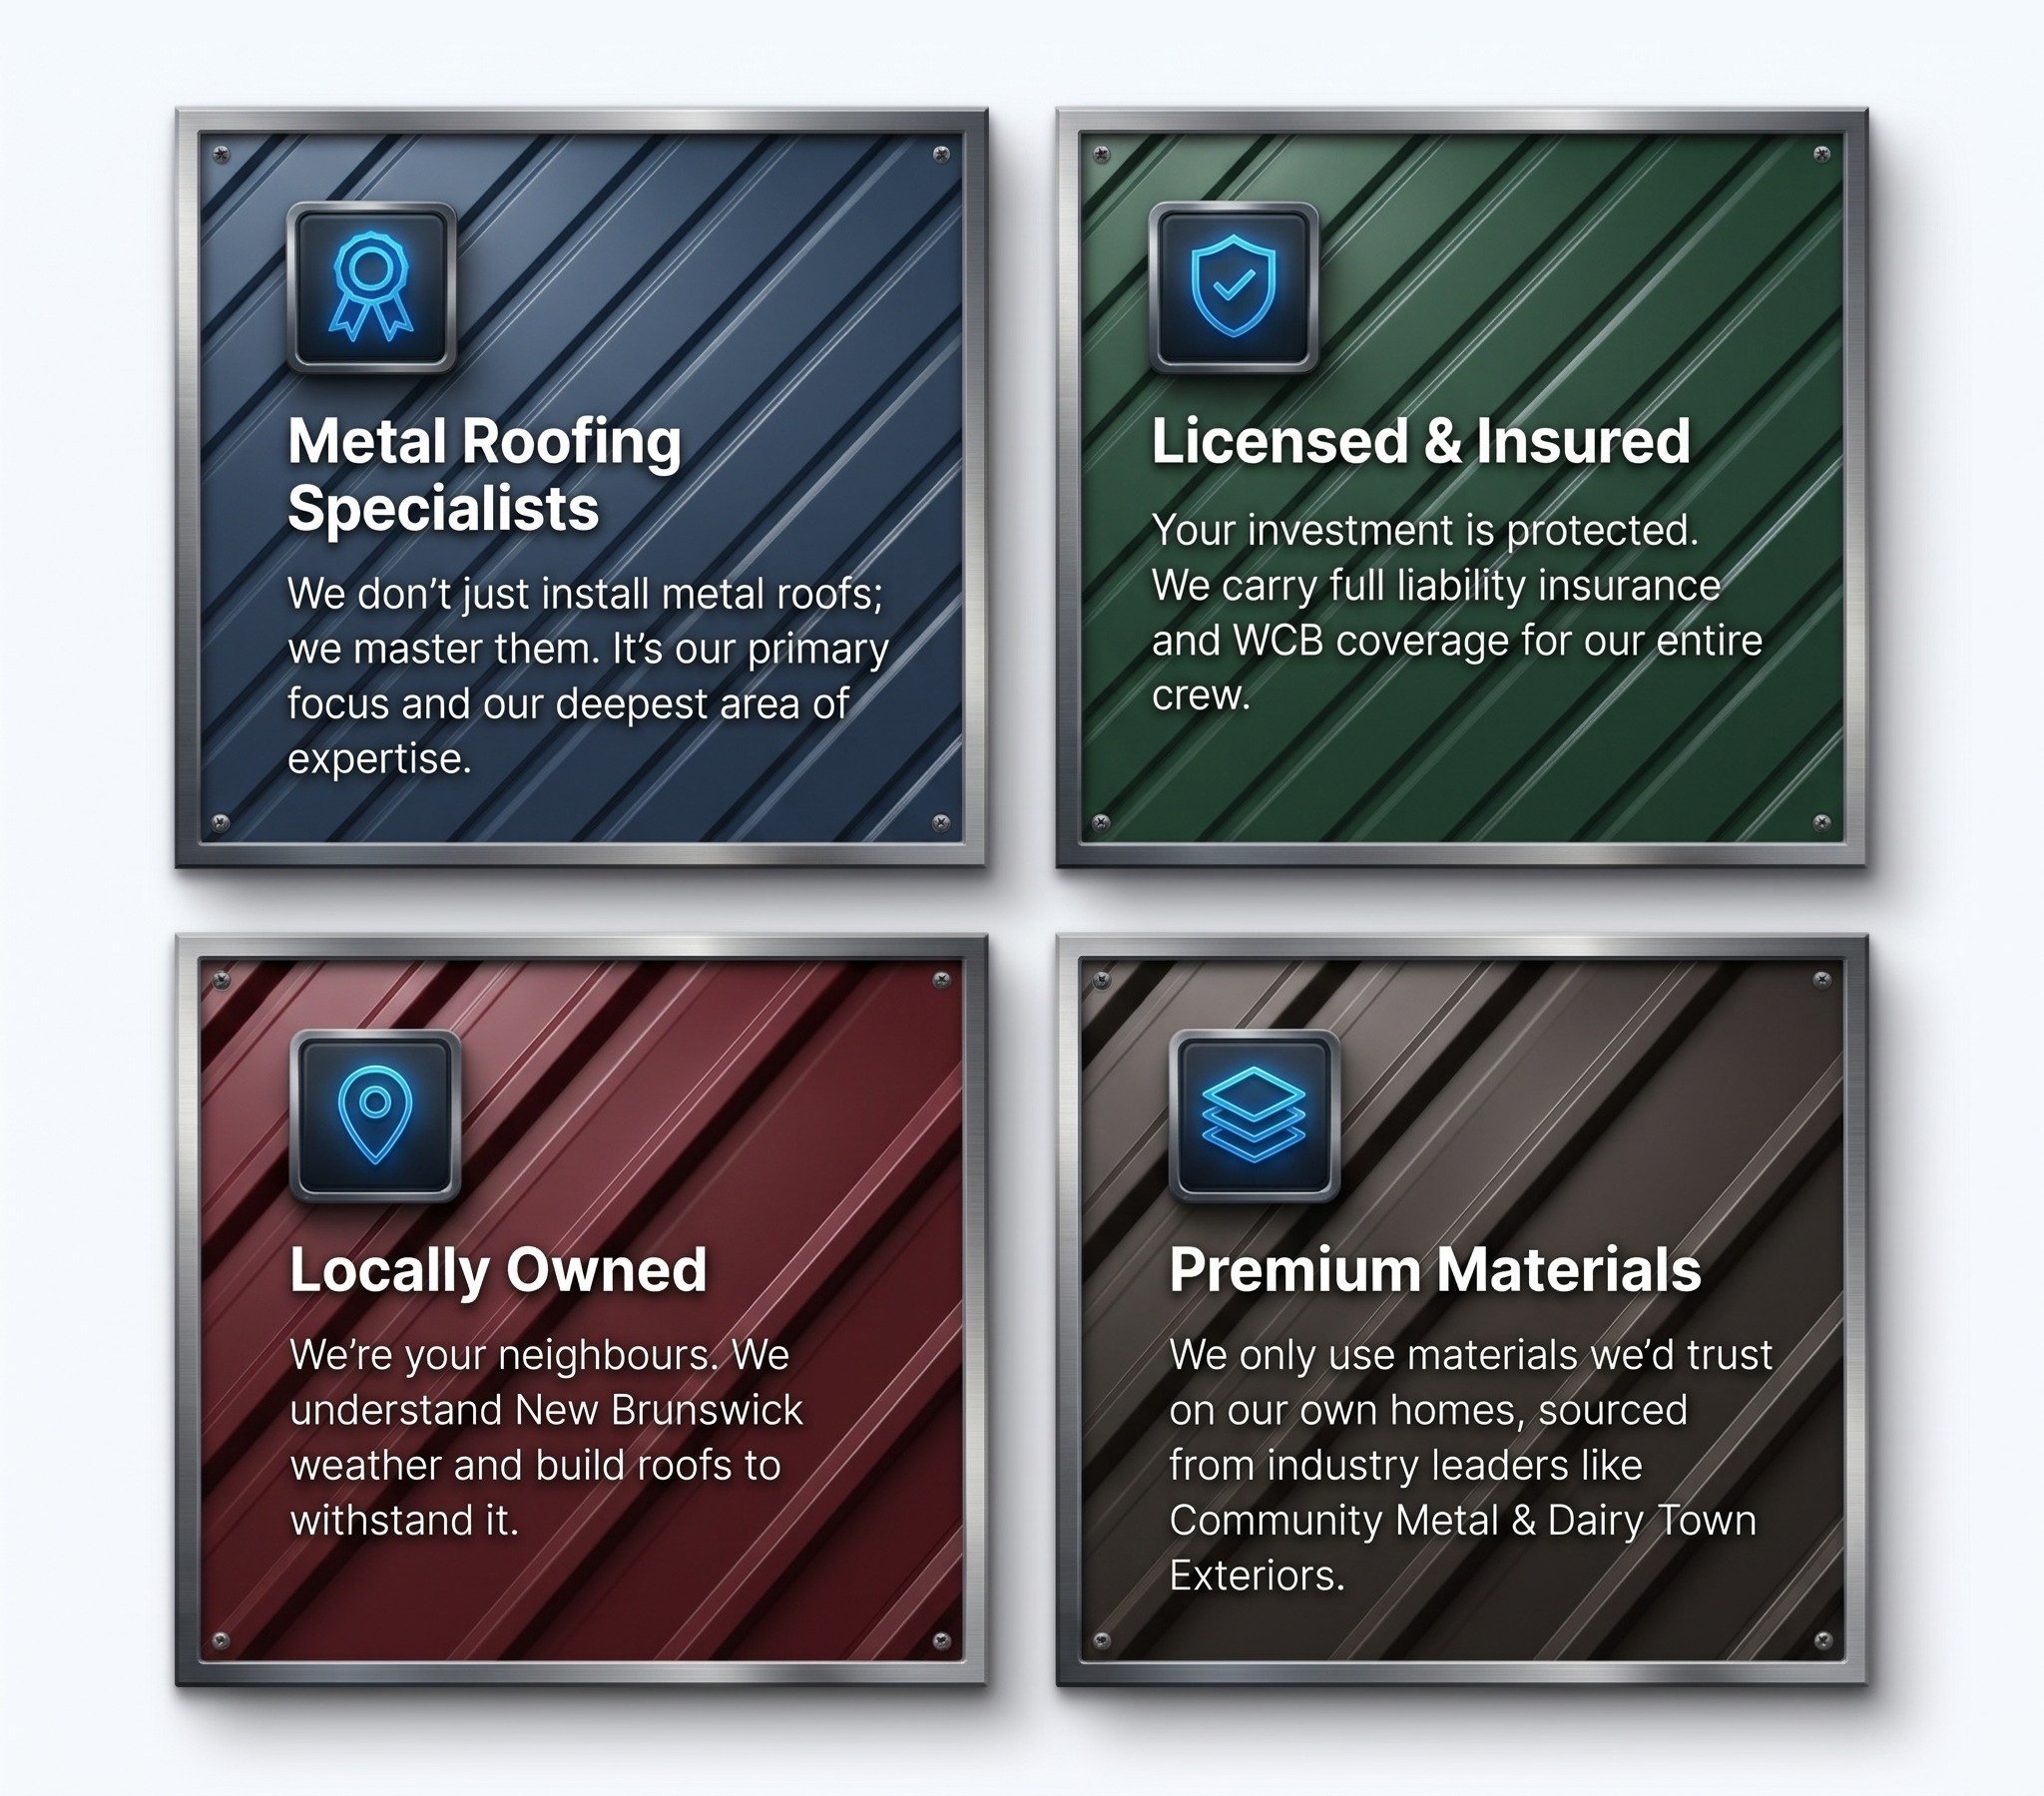 Metal Roofing
Specialists
We don’t just install metal roofs;
we master them. It’s our primary
focus and our deepest area of
expertise.
Licensed & Insured
Your investment is protected.
We carry full liability insurance
and WCB coverage for our entire
crew.
Locally Owned
We’re your neighbours. We
understand New Brunswick
weather and build roofs to
withstand it.
Premium Materials
We only use materials we’d trust
on our own homes, sourced
from industry leaders like
Community Metal & Dairy Town
Exteriors.